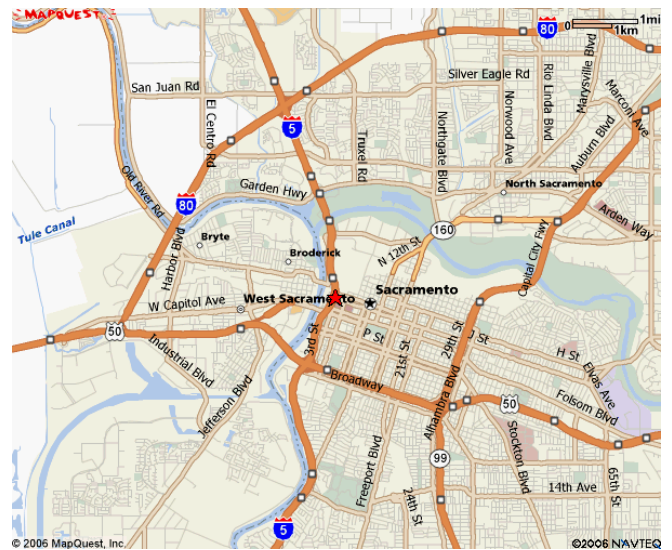 MAPQUEST
80
1mi
0
1km
San Juan Rd
Silver Eagle Rd
El Centro Rd
Rio Linda Blvd
Marysville Blvd
Marconi Ave
Norwood Ave
Northgate Blvd
Truxel Rd
Auburn Blvd
5
Old River Rd
Garden Hwy
North Sacramento
80
Arden Way
Tule Canal
160
Harbor Blvd
Bryte
Broderick
N 12th St
Capital City Fwy
W Capitol Ave
West Sacramento
Sacramento
50
3rd St
P St
21st St
29th St
J St
H St
Elvas Ave
Industrial Blvd
Jefferson Blvd
Broadway
Alhambra Blvd
50
Folsom Blvd
Freeport Blvd
Stockton Blvd
99
14th Ave
65th St
24th St
5
© 2006 MapQuest, Inc
©2006 NAVTEQ